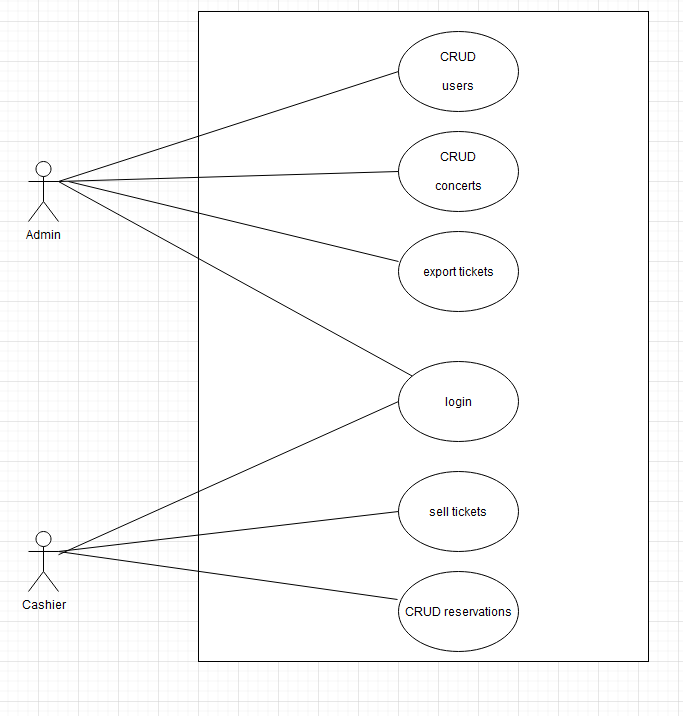 CRUD
users
CRUD
concerts
Admin
export tickets
login
sell tickets
Cashier
CRUD reservations